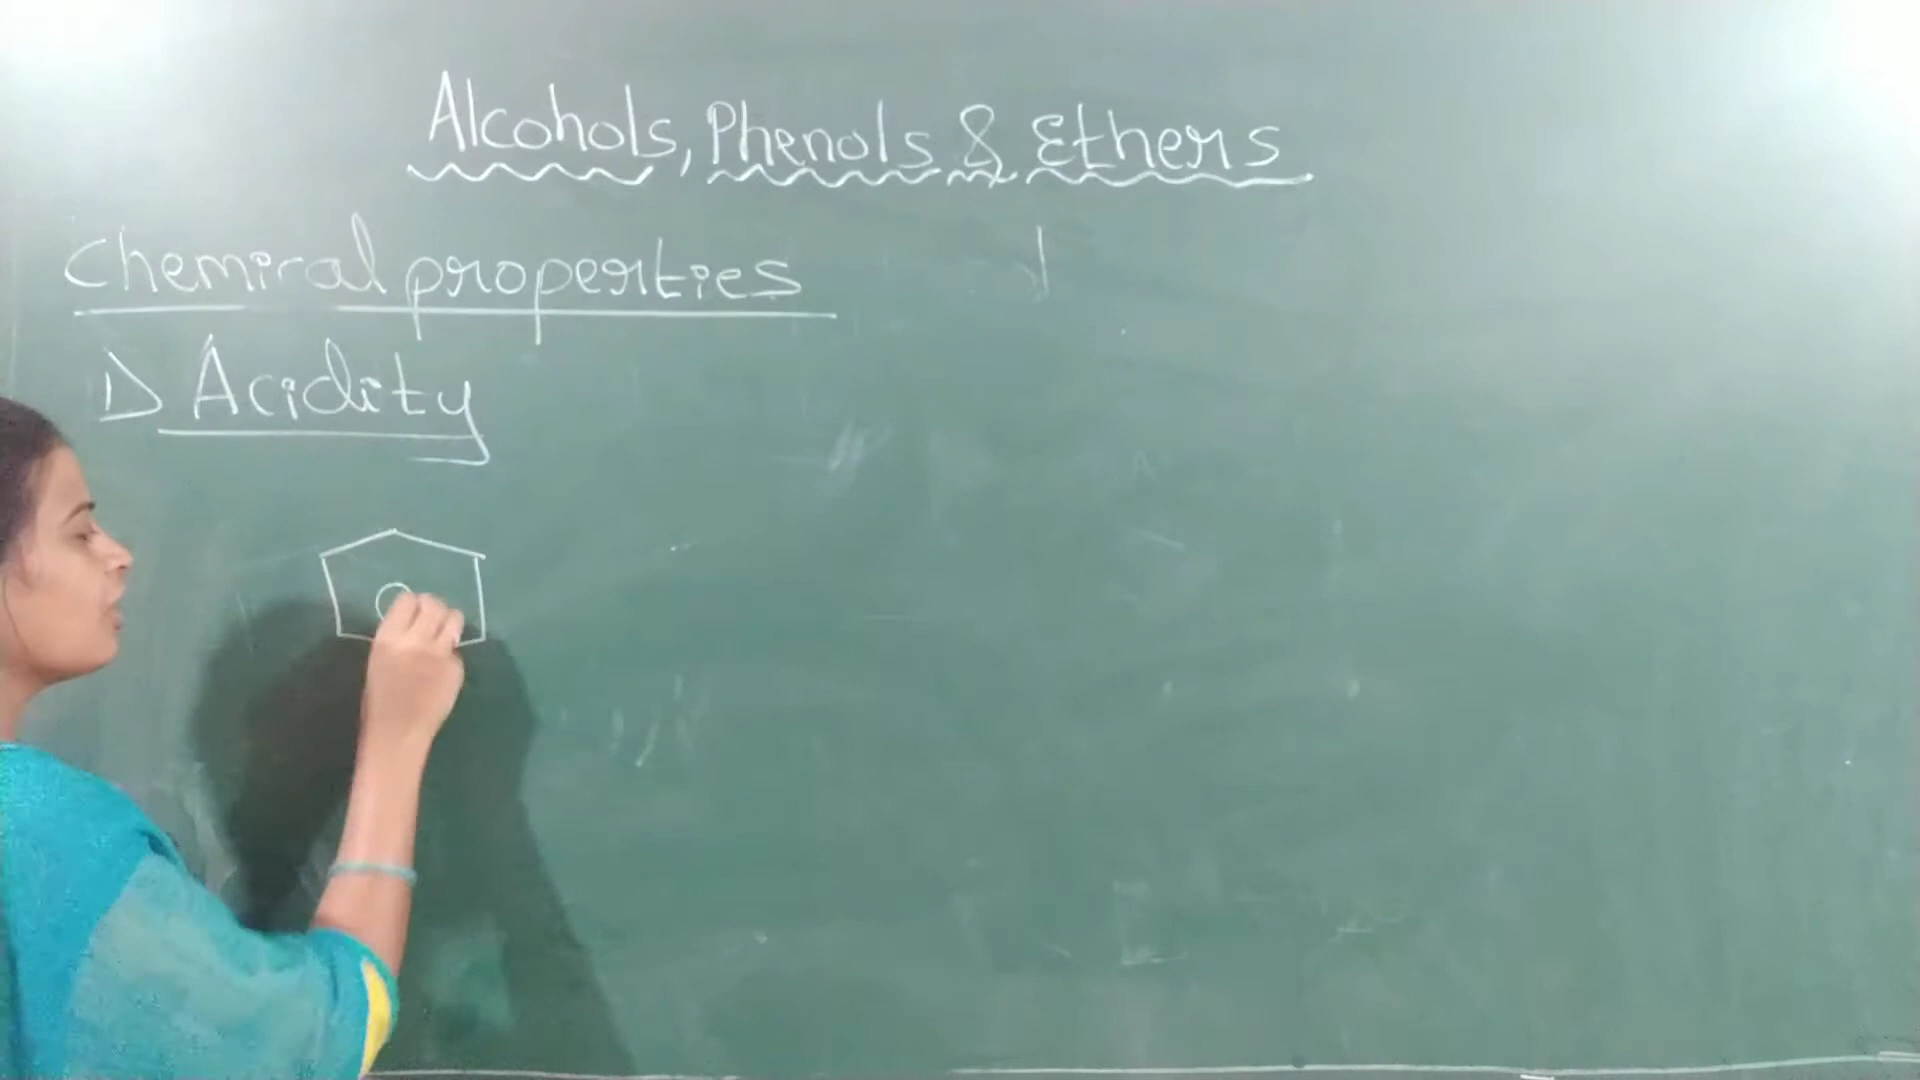 Alcohols, Phenols & Ethers
Chemical properties
1) Acidity